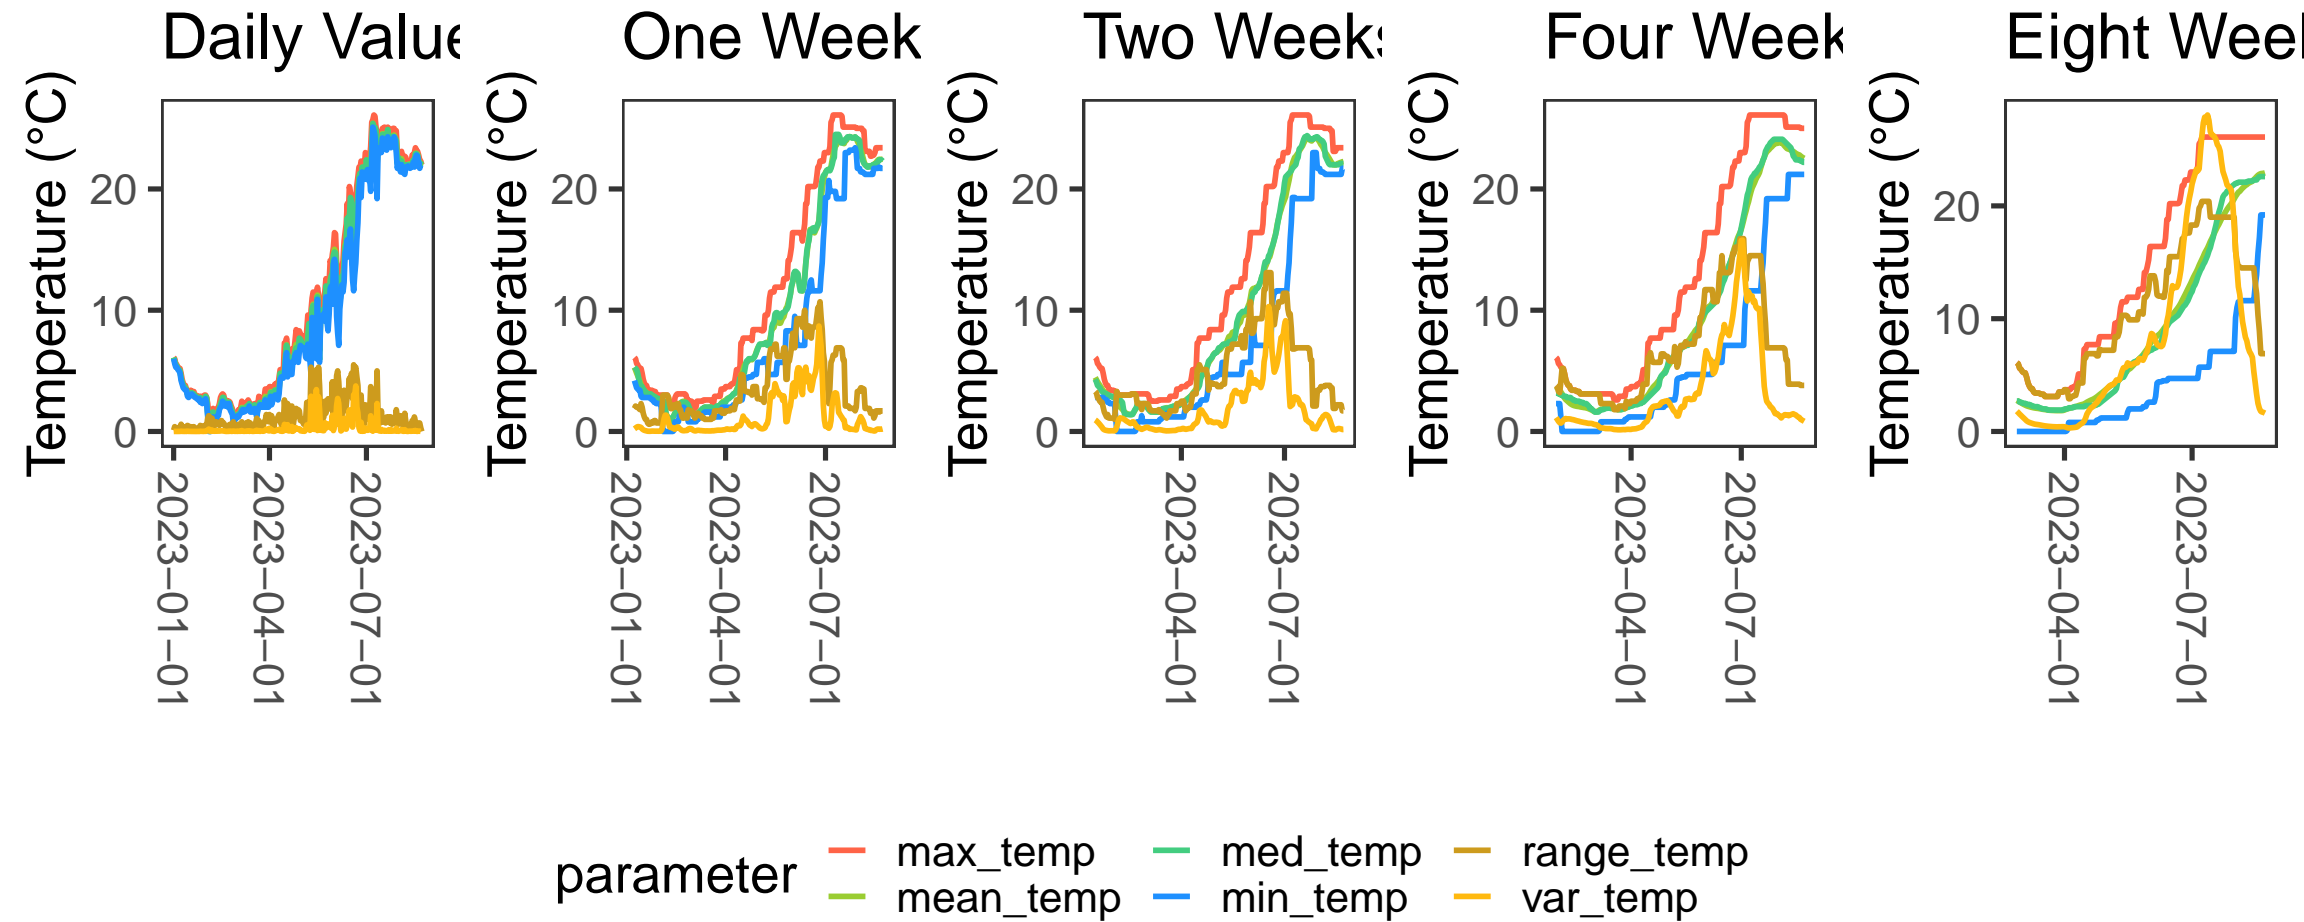 Daily Value
One Week
Two Weeks
Four Week
Eight Week
Temperature (°C)
Temperature (°C)
Temperature (°C)
Temperature (°C)
Temperature (°C)
20
10
0
20
10
0
20
10
0
20
10
0
20
10
0
2023−01−01
2023−04−01
2023−07−01
2023−01−01
2023−04−01
2023−07−01
2023−04−01
2023−07−01
2023−04−01
2023−07−01
2023−04−01
2023−07−01
parameter
max_temp
mean_temp
med_temp
min_temp
range_temp
var_temp